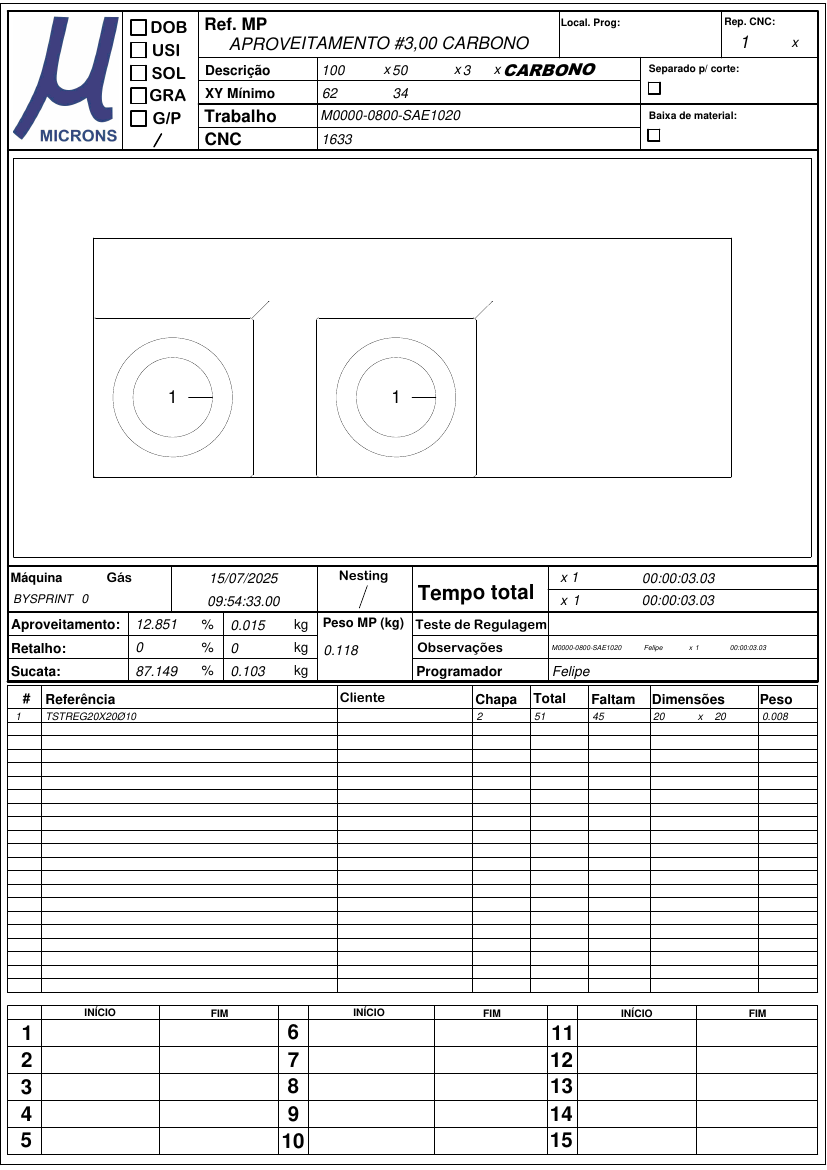 µ
MICRONS
DOB
USI
SOL
GRA
G/P
/
Ref. MP
APROVEITAMENTO #3,00 CARBONO
Local. Prog:
Rep. CNC:
1 x
Descrição 100 x 50 x 3 x CARBONO
XY Mínimo 62 34
Trabalho M0000-0800-SAE1020
CNC 1633
Separado p/ corte:
Baixa de material:
1 1
Máquina Gás
BYSPRINT 0
15/07/2025
09:54:33.00
Nesting
/
Tempo total
x 1 00:00:03.03
x 1 00:00:03.03
Aproveitamento: 12.851 % 0.015 kg
Retalho: 0 % 0 kg
Sucata: 87.149 % 0.103 kg
Peso MP (kg)
0.118
Teste de Regulagem
Observações M0000-0800-SAE1020 Felipe x 1 00:00:03.03
Programador Felipe
# Referência Cliente Chapa Total Faltam Dimensões Peso
1 TSTREG20X20Ø10 2 51 45 20 x 20 0.008
INÍCIO FIM INÍCIO FIM INÍCIO FIM
1 6 11
2 7 12
3 8 13
4 9 14
5 10 15